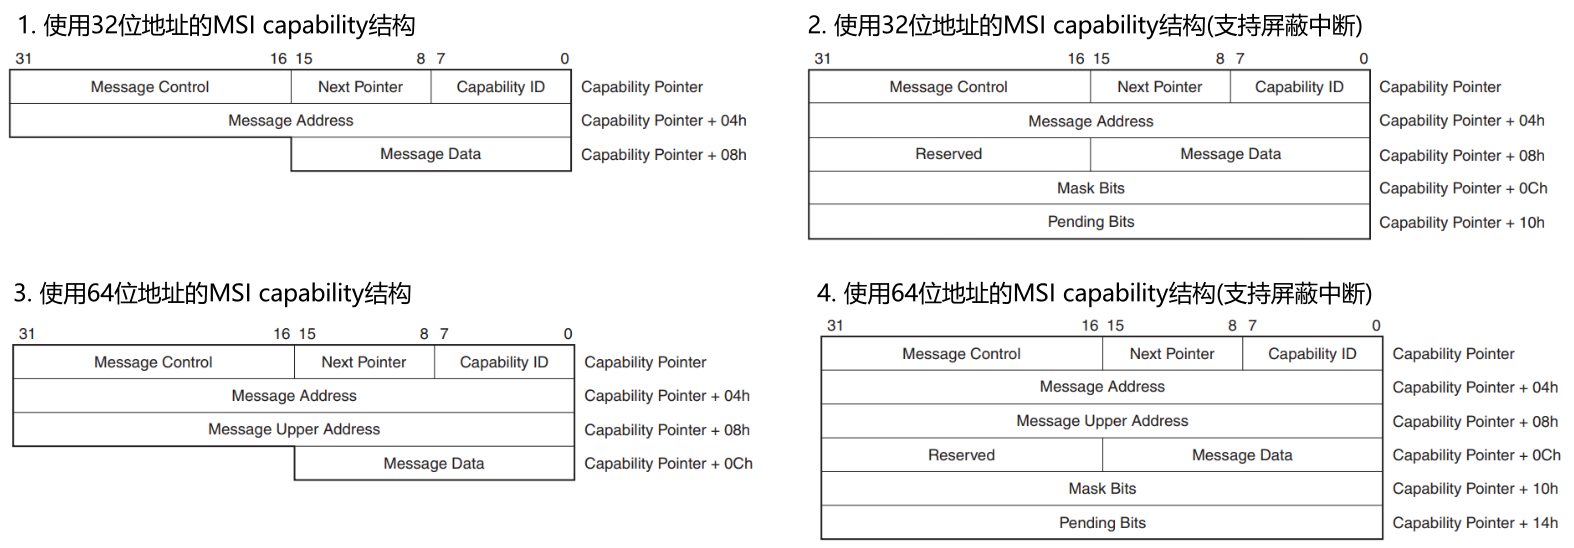 1. 使用32位地址的MSI capability结构
31 16 15 8 7 0
Message Control Next Pointer Capability ID Capability Pointer
Message Address Capability Pointer + 04h
Message Data Capability Pointer + 08h
2. 使用32位地址的MSI capability结构(支持屏蔽中断)
31 16 15 8 7 0
Message Control Next Pointer Capability ID Capability Pointer
Message Address Capability Pointer + 04h
Reserved Message Data Capability Pointer + 08h
Mask Bits Capability Pointer + 0Ch
Pending Bits Capability Pointer + 10h
3. 使用64位地址的MSI capability结构
31 16 15 8 7 0
Message Control Next Pointer Capability ID Capability Pointer
Message Address Capability Pointer + 04h
Message Upper Address Capability Pointer + 08h
Message Data Capability Pointer + 0Ch
4. 使用64位地址的MSI capability结构(支持屏蔽中断)
31 16 15 8 7 0
Message Control Next Pointer Capability ID Capability Pointer
Message Address Capability Pointer + 04h
Message Upper Address Capability Pointer + 08h
Reserved Message Data Capability Pointer + 0Ch
Mask Bits Capability Pointer + 10h
Pending Bits Capability Pointer + 14h